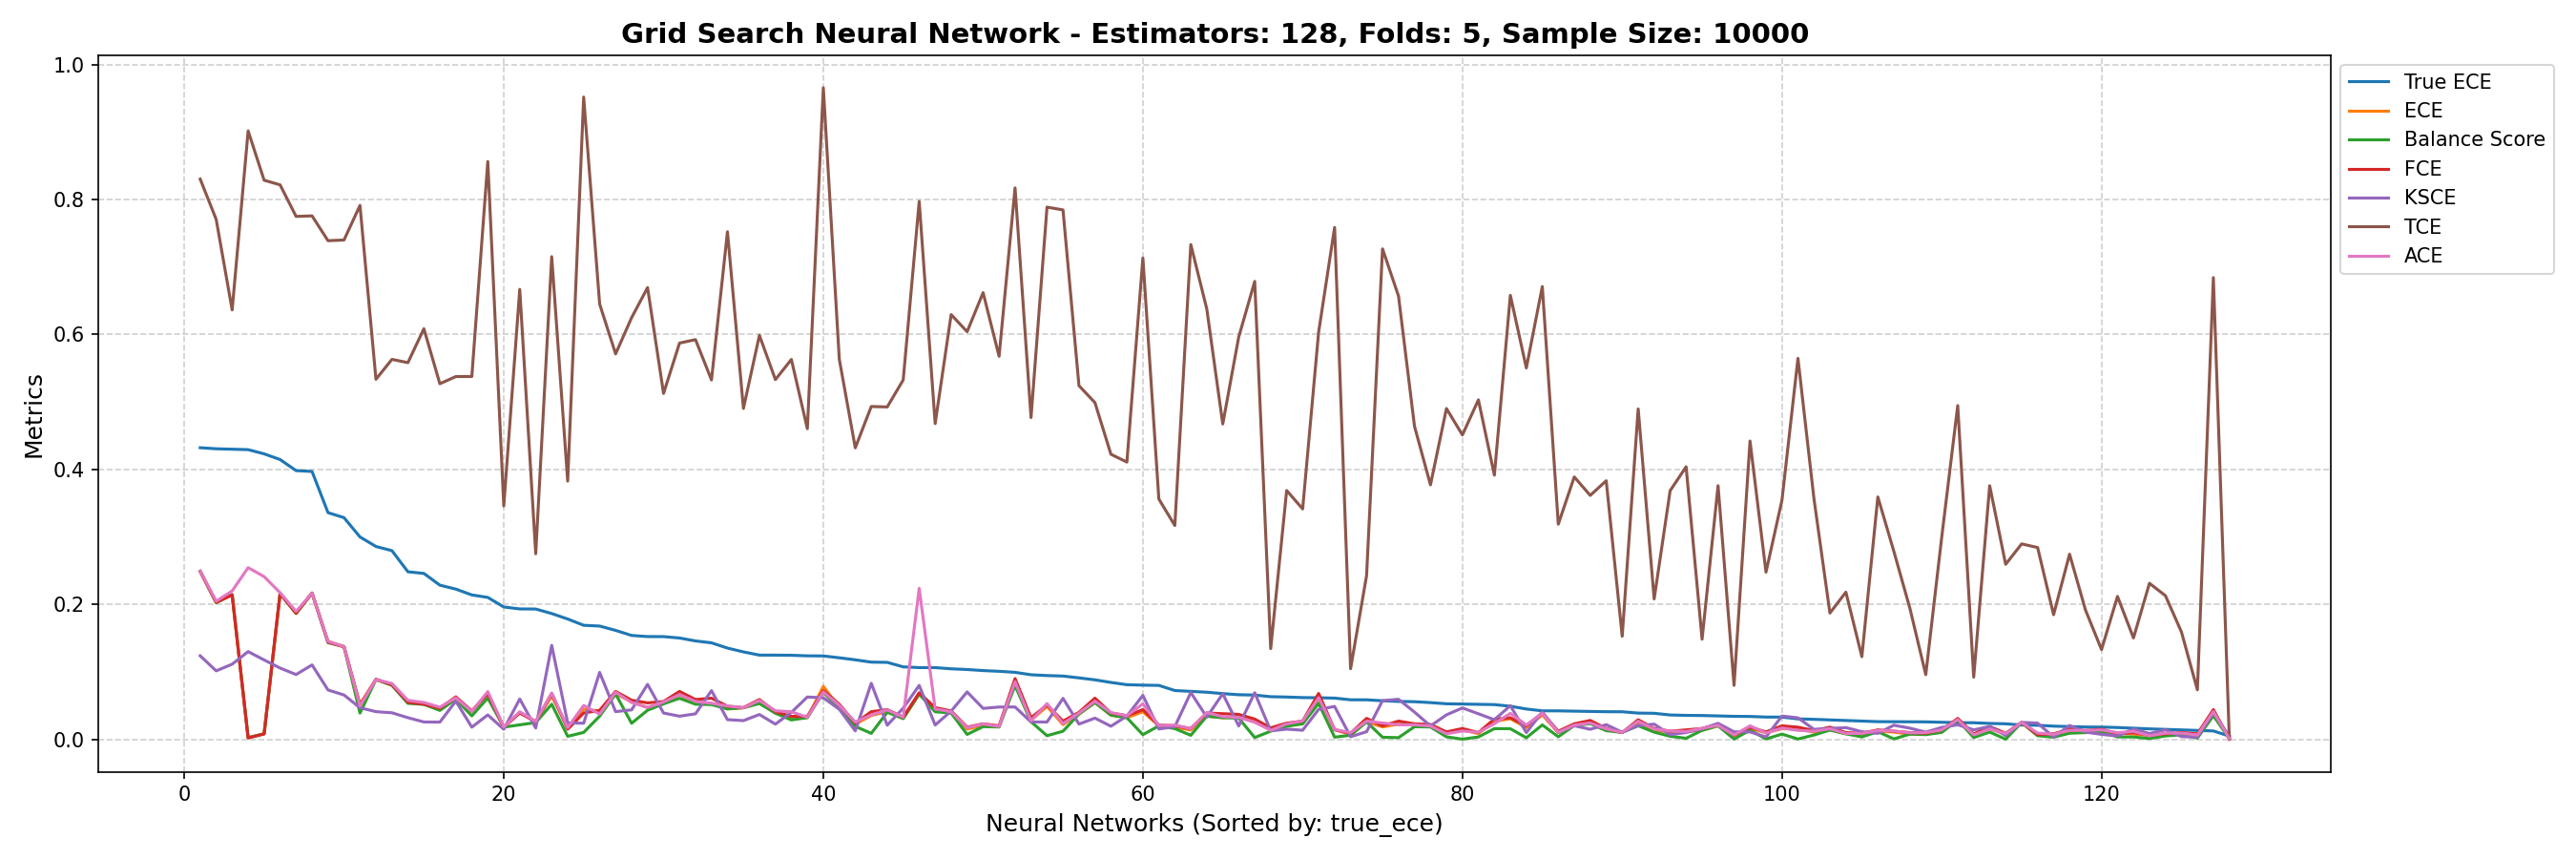 Grid Search Neural Network - Estimators: 128, Folds: 5, Sample Size: 10000
1.0
0.8
0.6
0.4
0.2
0.0
Metrics
0 20 40 60 80 100 120
Neural Networks (Sorted by: true_ece)
True ECE
ECE
Balance Score
FCE
KSCE
TCE
ACE